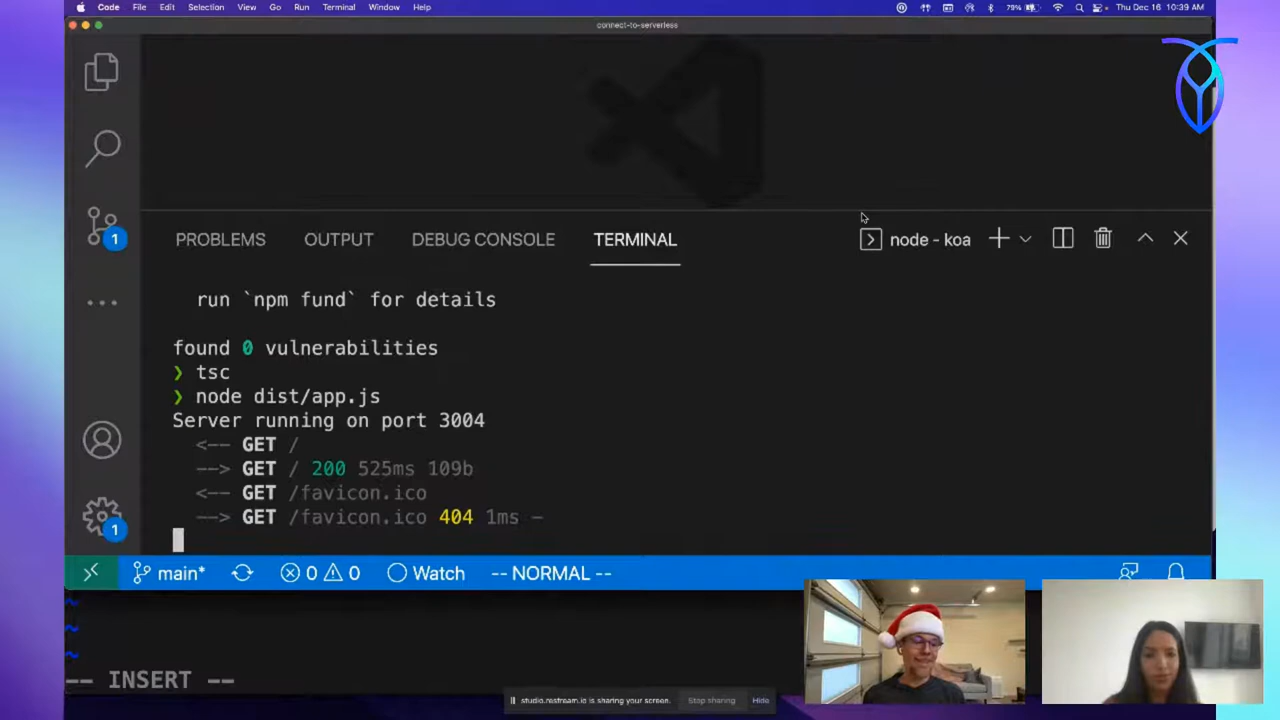 Code File Edit Selection View Go Run Terminal Window Help 79% Thu Dec 16 10:39 AM
connect-to-serverless
1
PROBLEMS OUTPUT DEBUG CONSOLE TERMINAL node - koa
run `npm fund` for details
found 0 vulnerabilities
❯ tsc
❯ node dist/app.js
Server running on port 3004
<-- GET /
--> GET / 200 525ms 109b
<-- GET /favicon.ico
--> GET /favicon.ico 404 1ms -
1
main* 0 0 Watch -- NORMAL --
~
~
~
-- INSERT --
studio.restream.io is sharing your screen. Stop sharing Hide